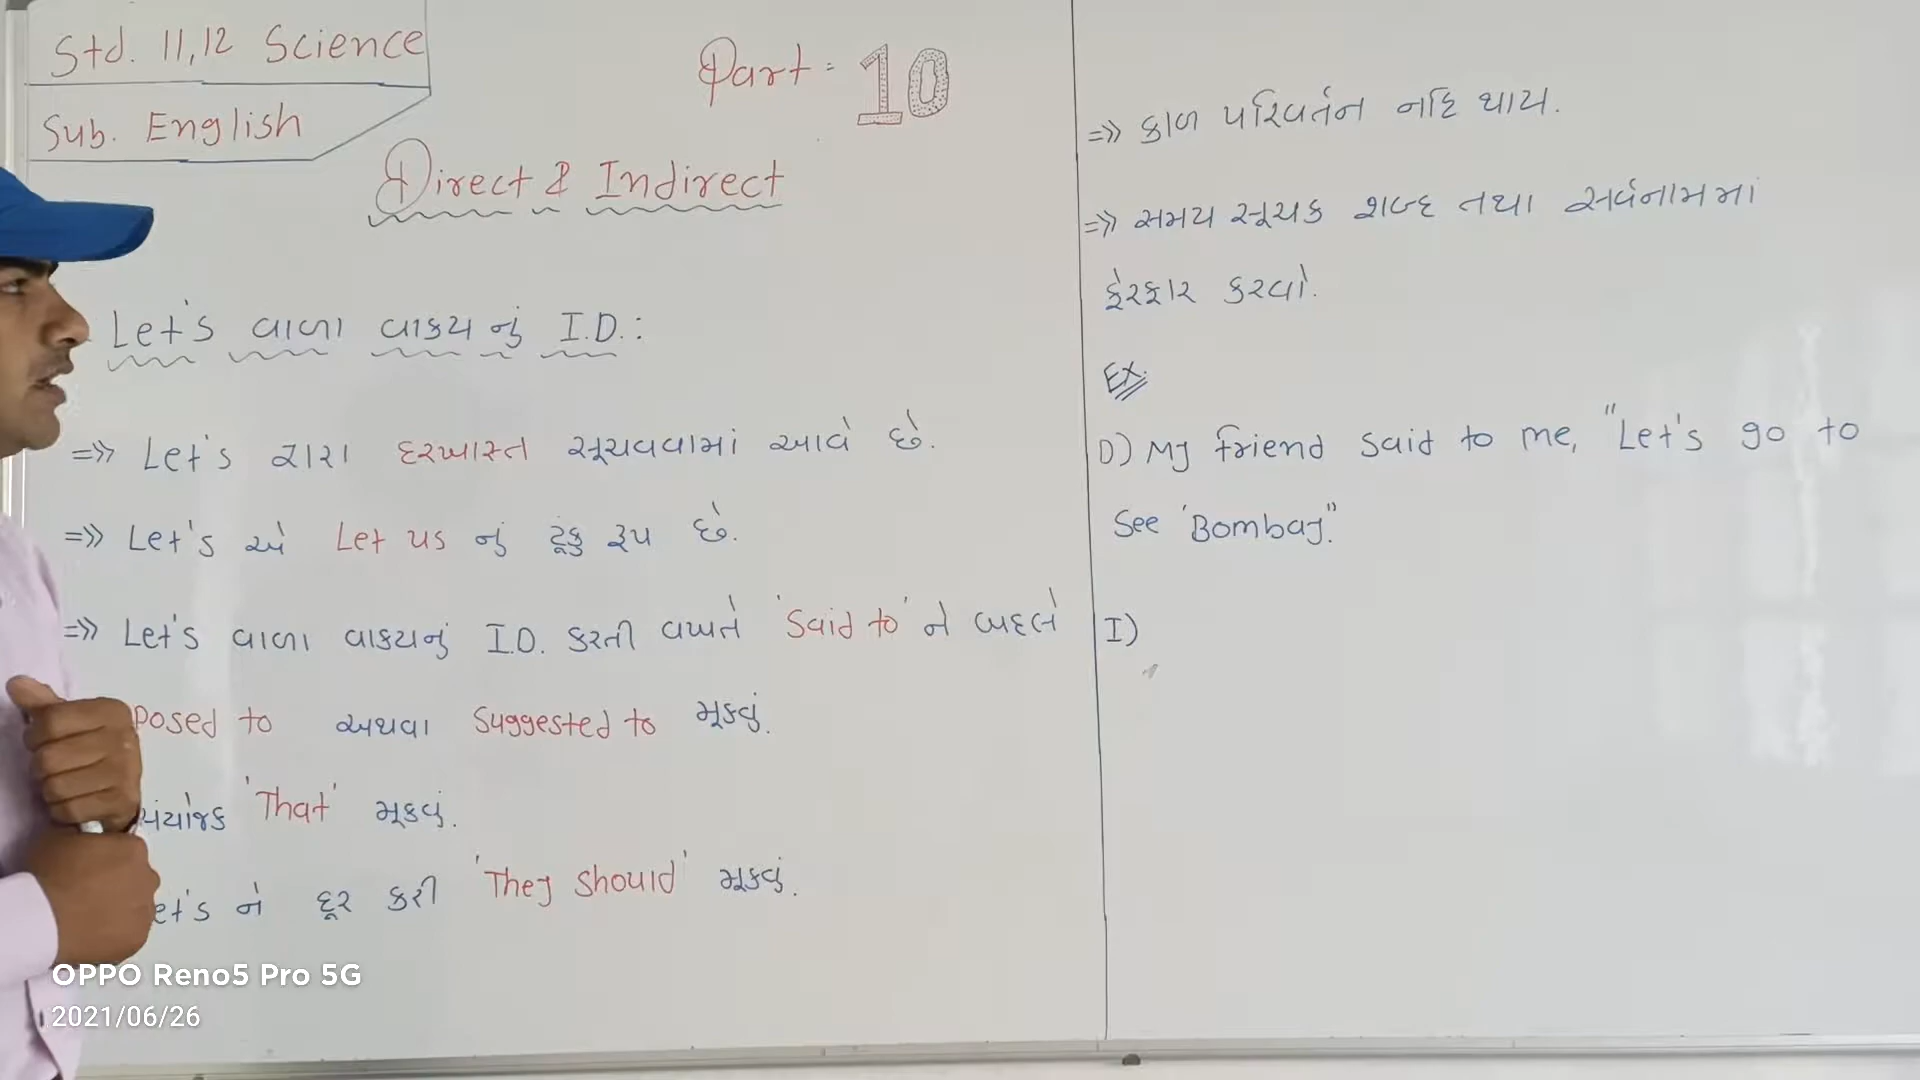 Std. 11,12 Science
Sub. English
Part : 10
Direct & Indirect
Let's વાળા વાકય નું I.D. :
=>> Let's દ્વારા દરખાસ્ત સૂચવવામાં આવે છે.
=>> Let's એ Let us નું ટૂંકુ રૂપ છે.
=>> Let's વાળા વાકયનું I.D. કરતી વખતે 'Said to' ને બદલે
posed to અથવા Suggested to મૂકવું.
સંયોજક 'That' મૂકવું.
et's ને દૂર કરી 'They should' મૂકવું.
=>> કાળ પરિવર્તન નહિ થાય.
=>> સમય સૂચક શબ્દ તથા સર્વનામમાં
ફેરફાર કરવો.
EX.
D) My friend said to me, "Let's go to
see 'Bombay."
I)
OPPO Reno5 Pro 5G
2021/06/26